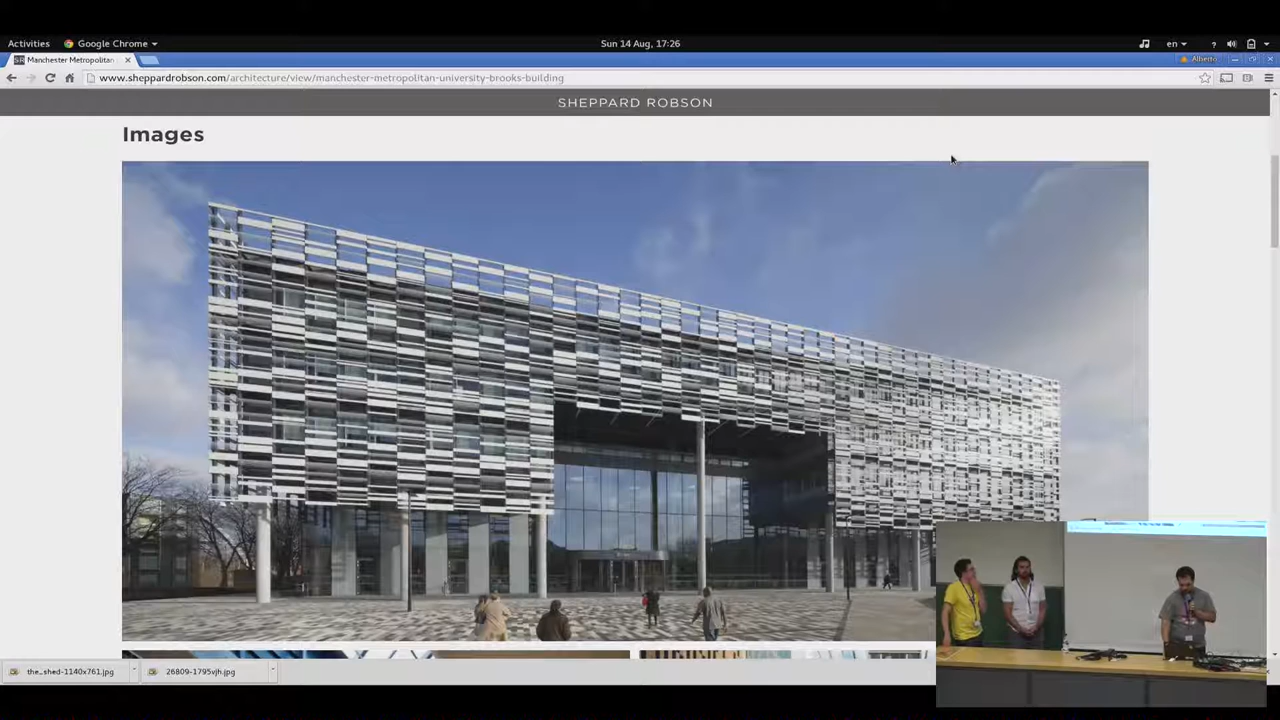 Activities
Google Chrome
Sun 14 Aug, 17:26
en
?
Manchester Metropolitan
Alberto
www.sheppardrobson.com/architecture/view/manchester-metropolitan-university-brooks-building
SHEPPARD ROBSON
Images
the_shed-1140x761.jpg
26809-1795vjh.jpg